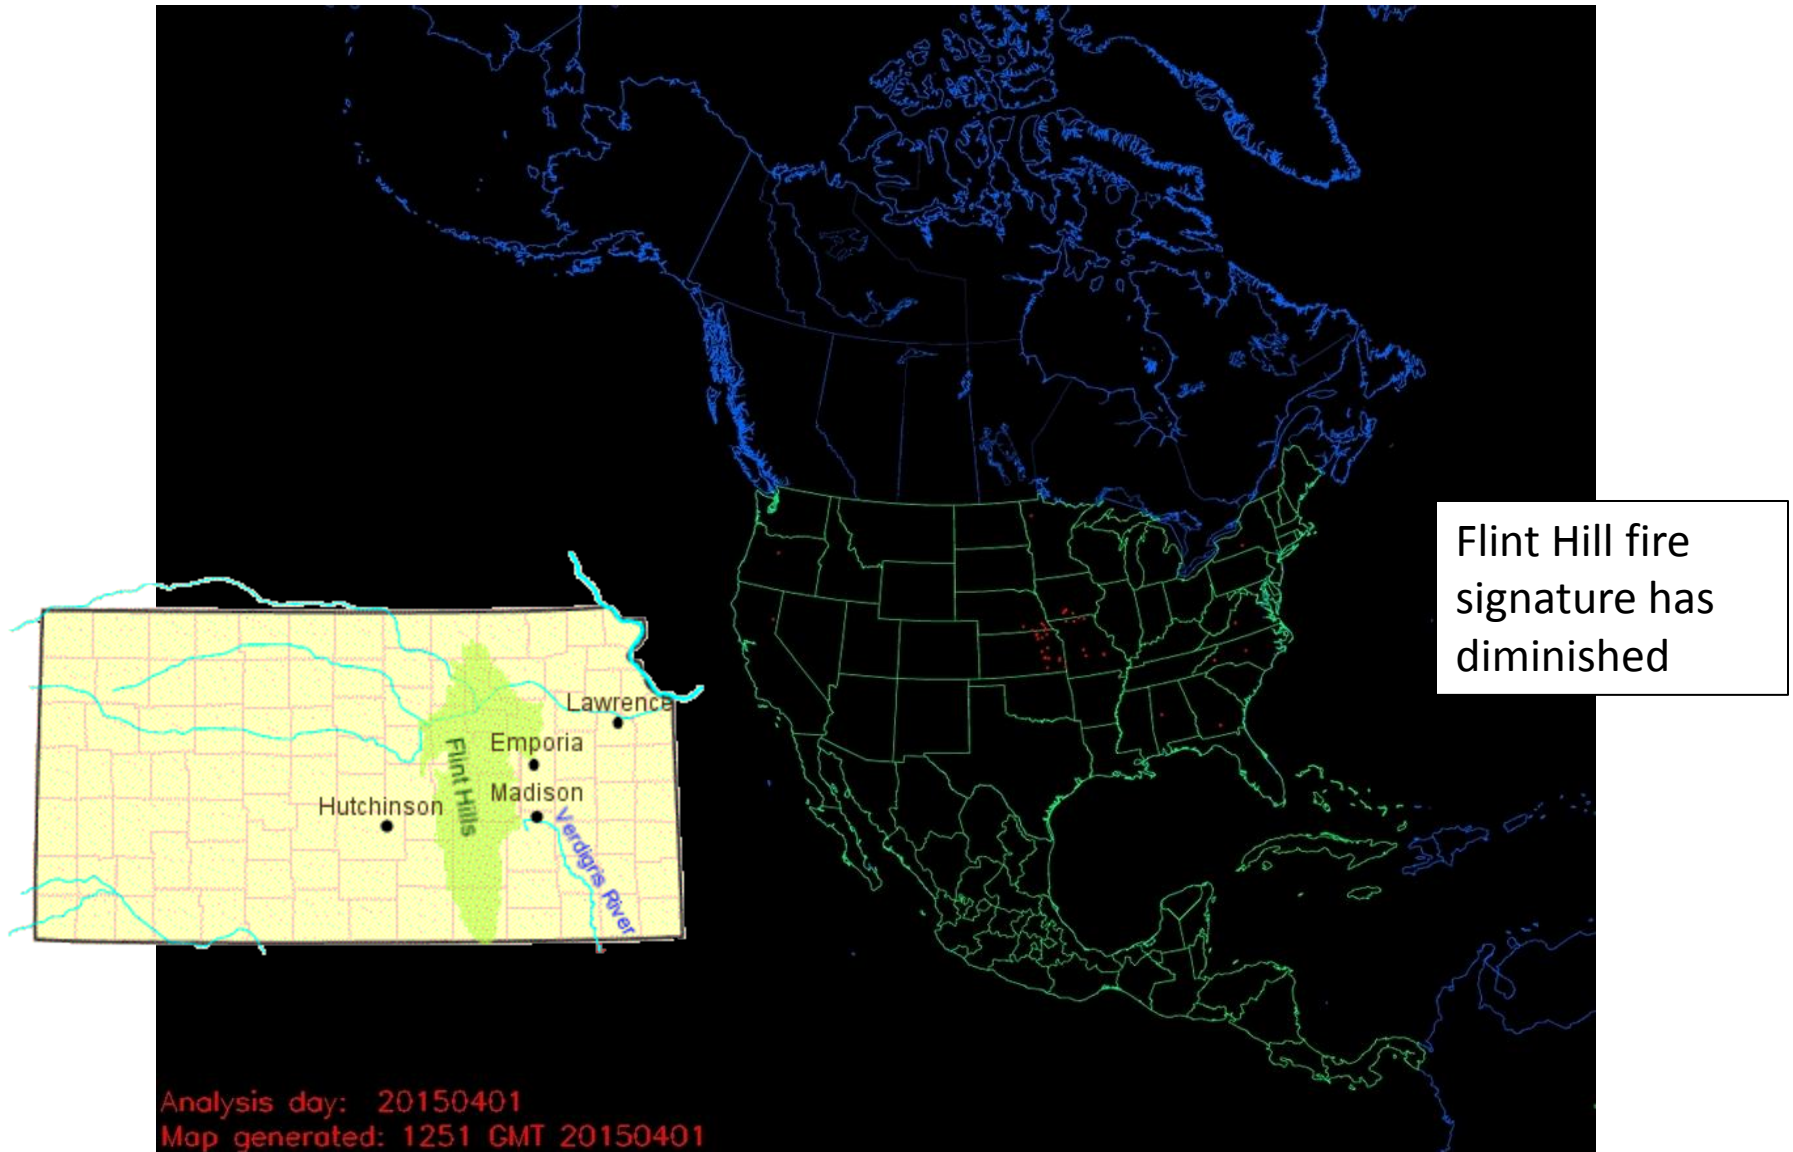 Flint Hill fire
signature has
diminished
Lawrence
Emporia
Flint Hills
Madison
Hutchinson
Verdigris River
Analysis day: 20150401
Map generated: 1251 GMT 20150401